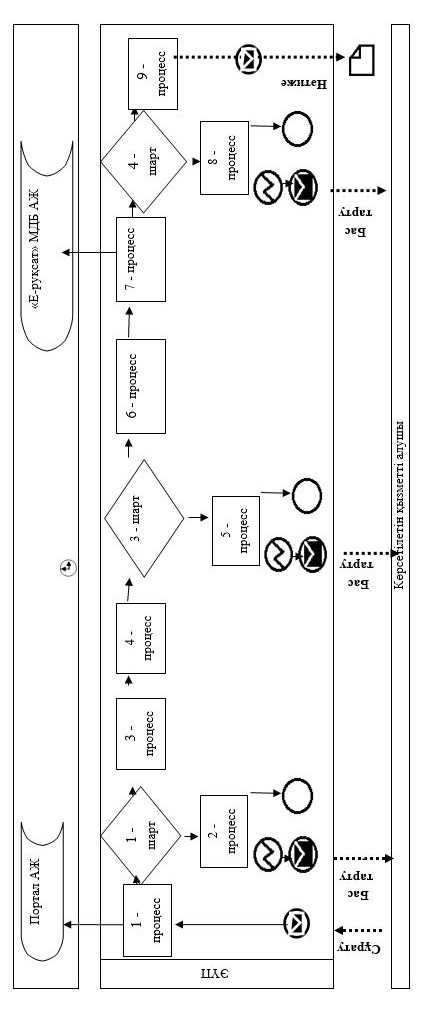 Портал АЖ
«Е-руқсат» МДБ АЖ
ЭҮП
1 -
процесс
1 -
шарт
2 -
процесс
3 -
процесс
4 -
процесс
3 - шарт
5 -
процесс
6 - процесс
7 - процесс
4 -
шарт
8 -
процесс
9 -
процесс
Сұрату
Бас
тарту
Бас
тарту
Бас
тарту
Нәтиже
Көрсетілетін қызметті алушы